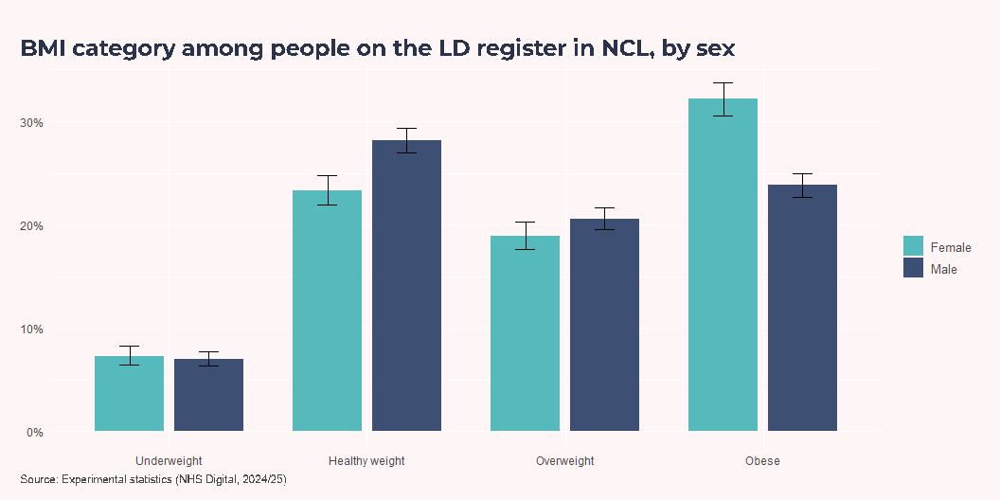 BMI category among people on the LD register in NCL, by sex
30%
20%
10%
0%
Female
Male
Underweight
Healthy weight
Overweight
Obese
Source: Experimental statistics (NHS Digital, 2024/25)